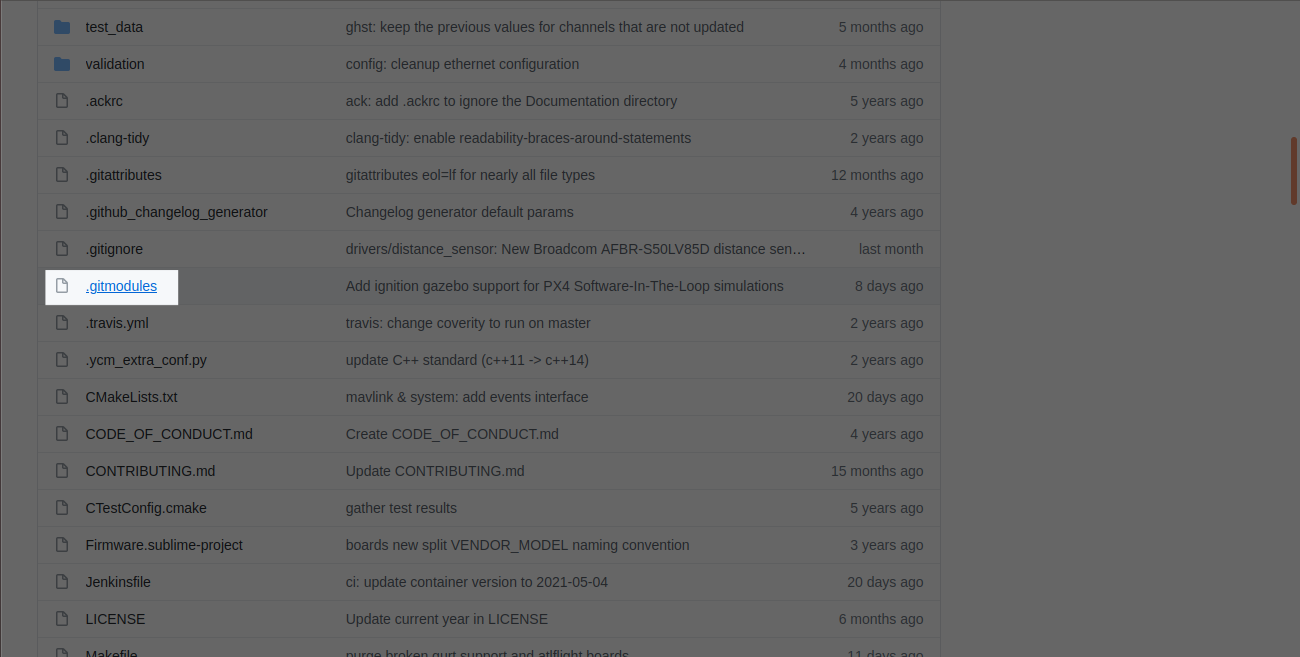 test_data ghst: keep the previous values for channels that are not updated 5 months ago
validation config: cleanup ethernet configuration 4 months ago
.ackrc ack: add .ackrc to ignore the Documentation directory 5 years ago
.clang-tidy clang-tidy: enable readability-braces-around-statements 2 years ago
.gitattributes gitattributes eol=lf for nearly all file types 12 months ago
.github_changelog_generator Changelog generator default params 4 years ago
.gitignore drivers/distance_sensor: New Broadcom AFBR-S50LV85D distance sen… last month
.gitmodules Add ignition gazebo support for PX4 Software-In-The-Loop simulations 8 days ago
.travis.yml travis: change coverity to run on master 2 years ago
.ycm_extra_conf.py update C++ standard (c++11 -> c++14) 2 years ago
CMakeLists.txt mavlink & system: add events interface 20 days ago
CODE_OF_CONDUCT.md Create CODE_OF_CONDUCT.md 4 years ago
CONTRIBUTING.md Update CONTRIBUTING.md 15 months ago
CTestConfig.cmake gather test results 5 years ago
Firmware.sublime-project boards new split VENDOR_MODEL naming convention 3 years ago
Jenkinsfile ci: update container version to 2021-05-04 20 days ago
LICENSE Update current year in LICENSE 6 months ago
Makefile purge broken qurt support and atlflight boards 11 days ago